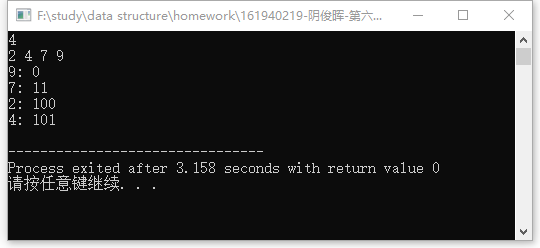 F:\study\data structure\homework\161940219-阴俊晖-第六...
4
2 4 7 9
9: 0
7: 11
2: 100
4: 101
--------------------------------
Process exited after 3.158 seconds with return value 0
请按任意键继续. . .